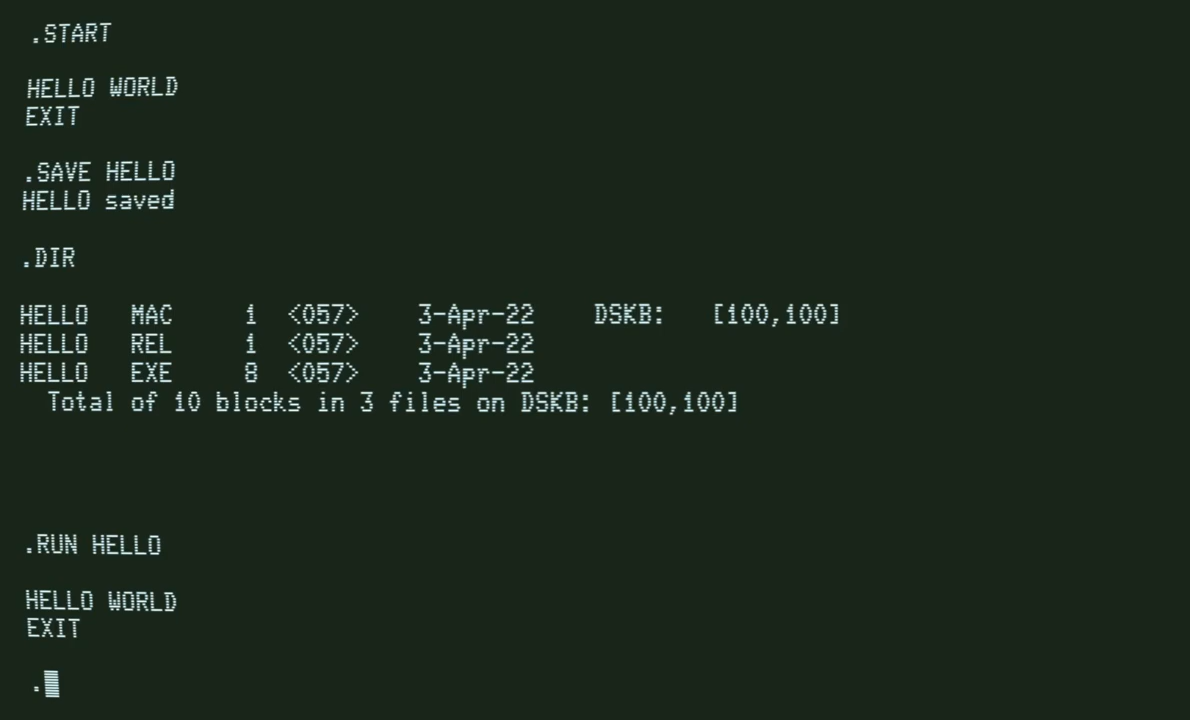 .START
HELLO WORLD
EXIT
.SAVE HELLO
HELLO saved
.DIR
HELLO MAC 1 <057> 3-Apr-22 DSKB: [100,100]
HELLO REL 1 <057> 3-Apr-22
HELLO EXE 8 <057> 3-Apr-22
Total of 10 blocks in 3 files on DSKB: [100,100]
.RUN HELLO
HELLO WORLD
EXIT
.